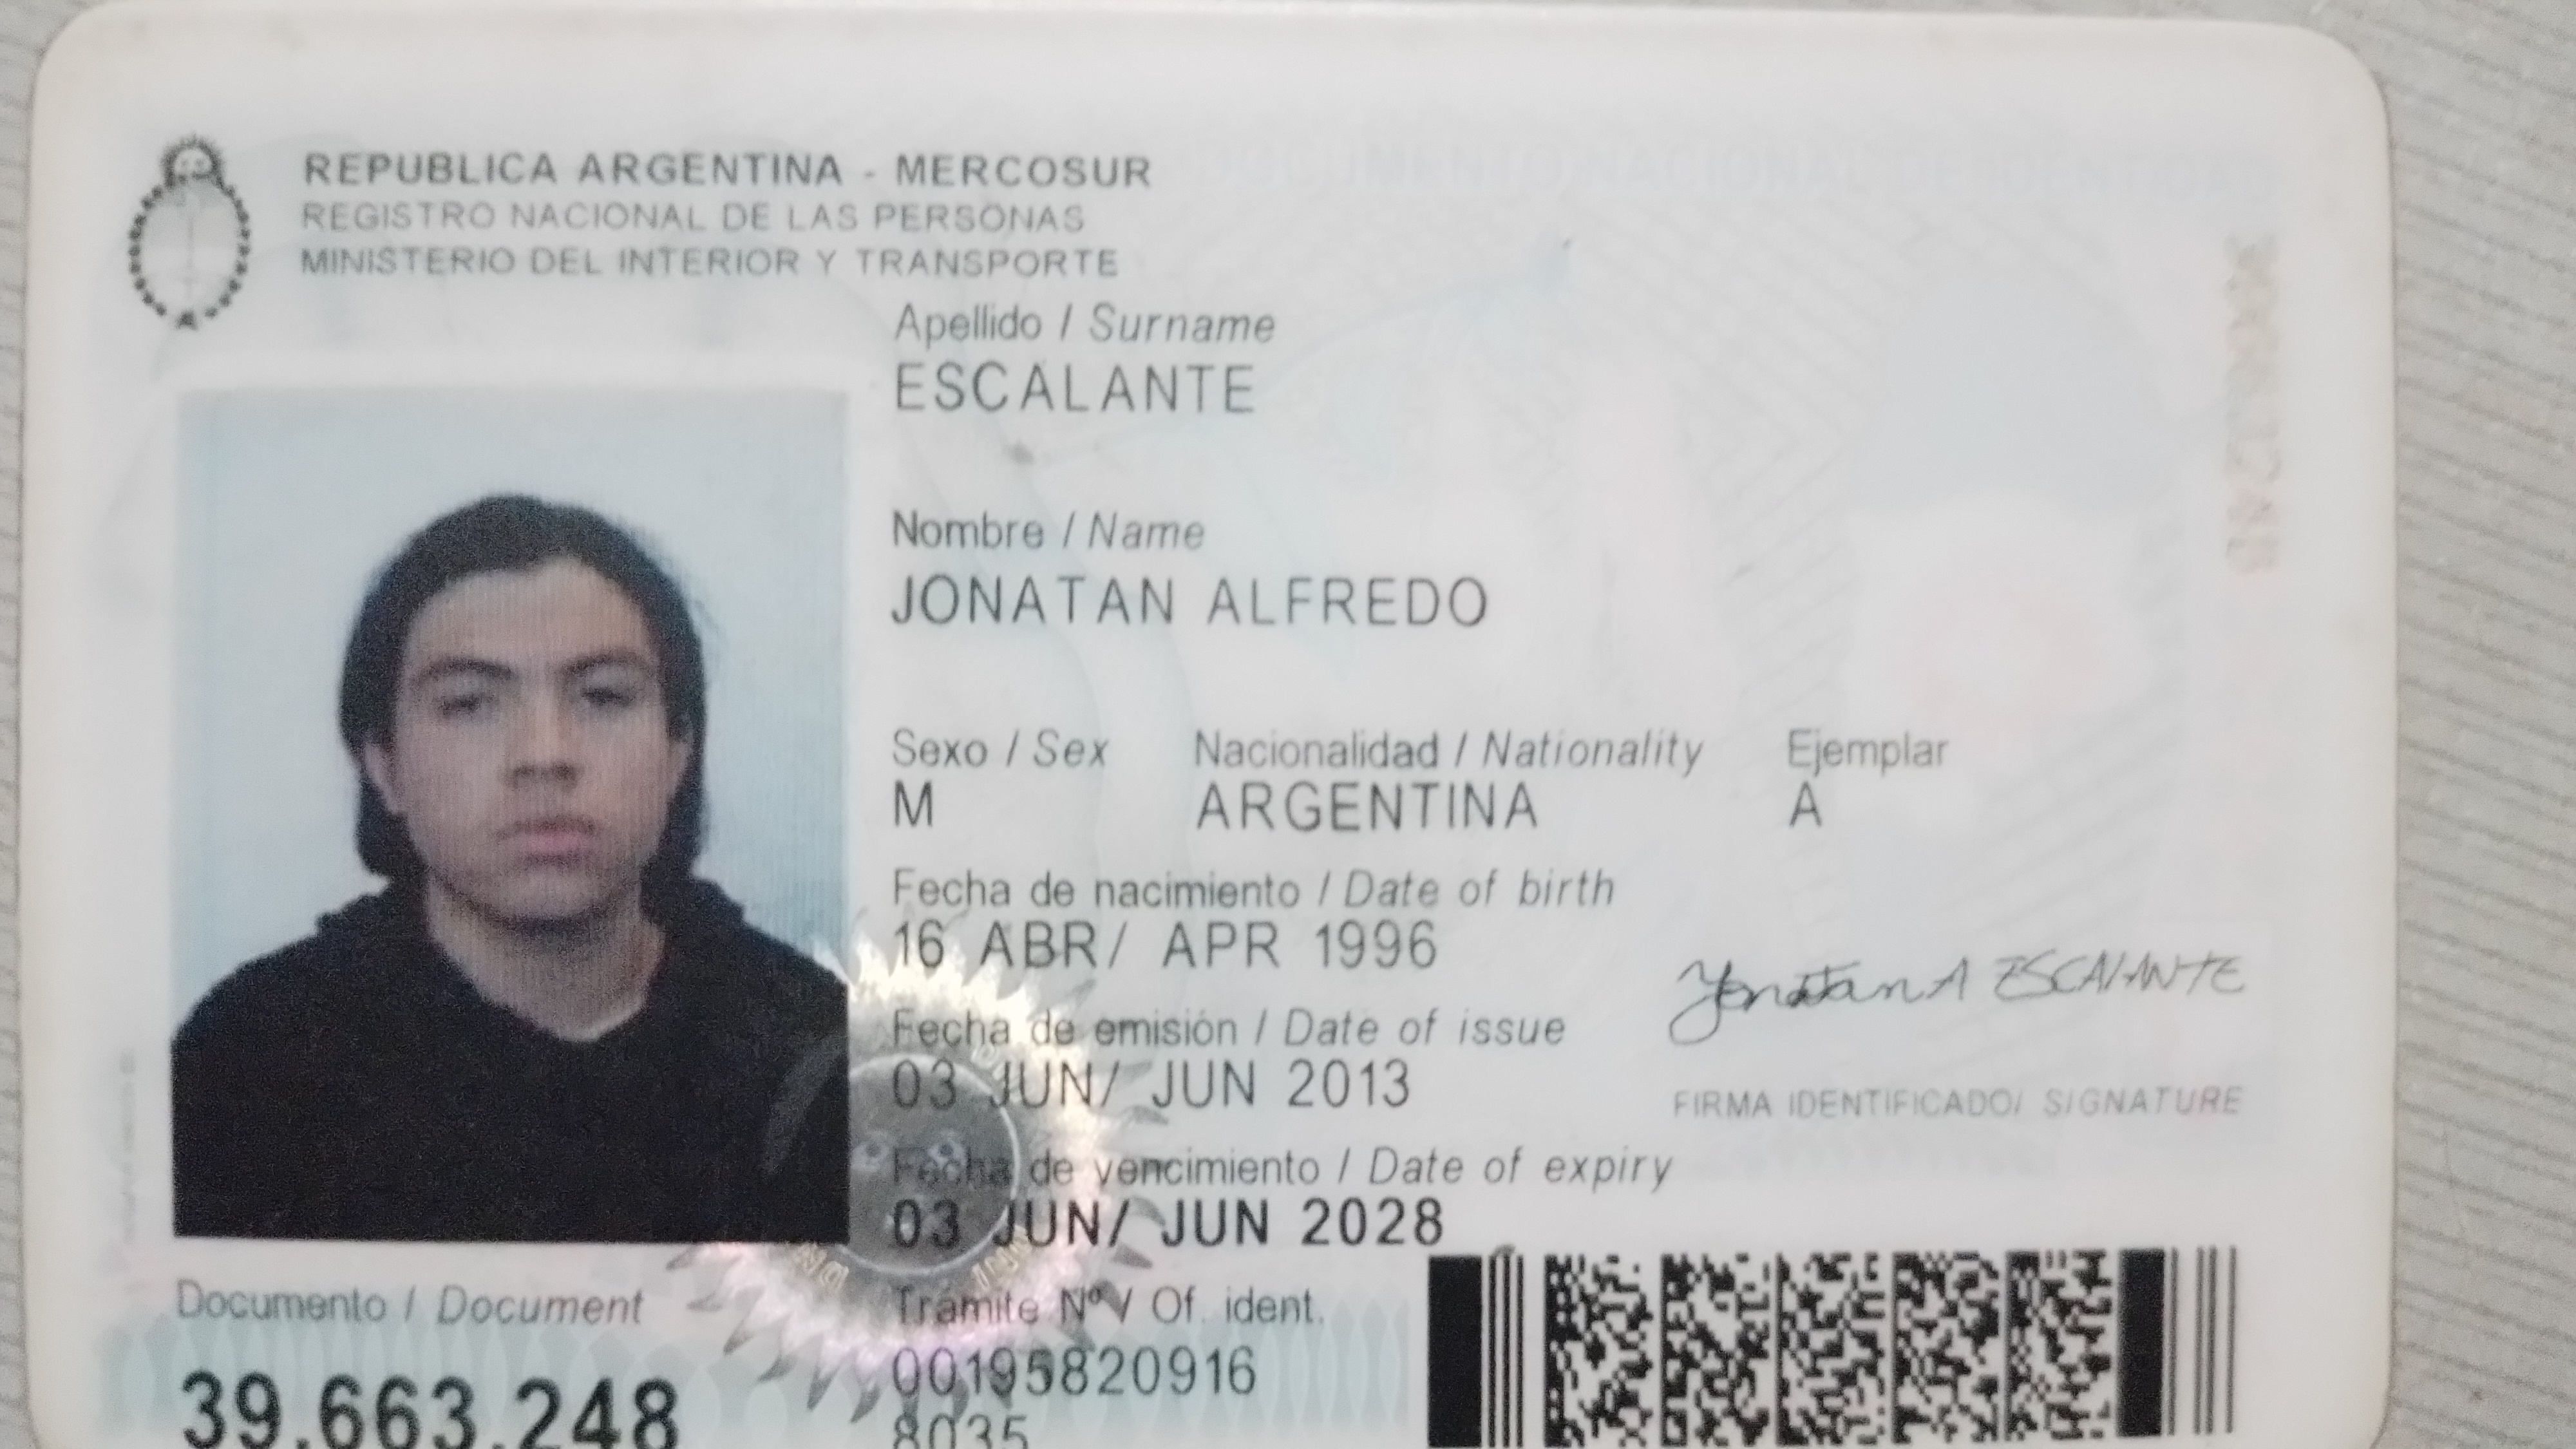 REPUBLICA ARGENTINA - MERCOSUR
REGISTRO NACIONAL DE LAS PERSONAS
MINISTERIO DEL INTERIOR Y TRANSPORTE
Apellido / Surname
ESCALANTE
Nombre / Name
JONATAN ALFREDO
Sexo / Sex Nacionalidad / Nationality Ejemplar
M ARGENTINA A
Fecha de nacimiento / Date of birth
16 ABR/ APR 1996
Fecha de emisión / Date of issue
03 JUN/ JUN 2013
FIRMA IDENTIFICADO/ SIGNATURE
Fecha de vencimiento / Date of expiry
03 JUN/ JUN 2028
Documento / Document
39.663.248
Tramite Nº / Of. ident.
00195820916
8035